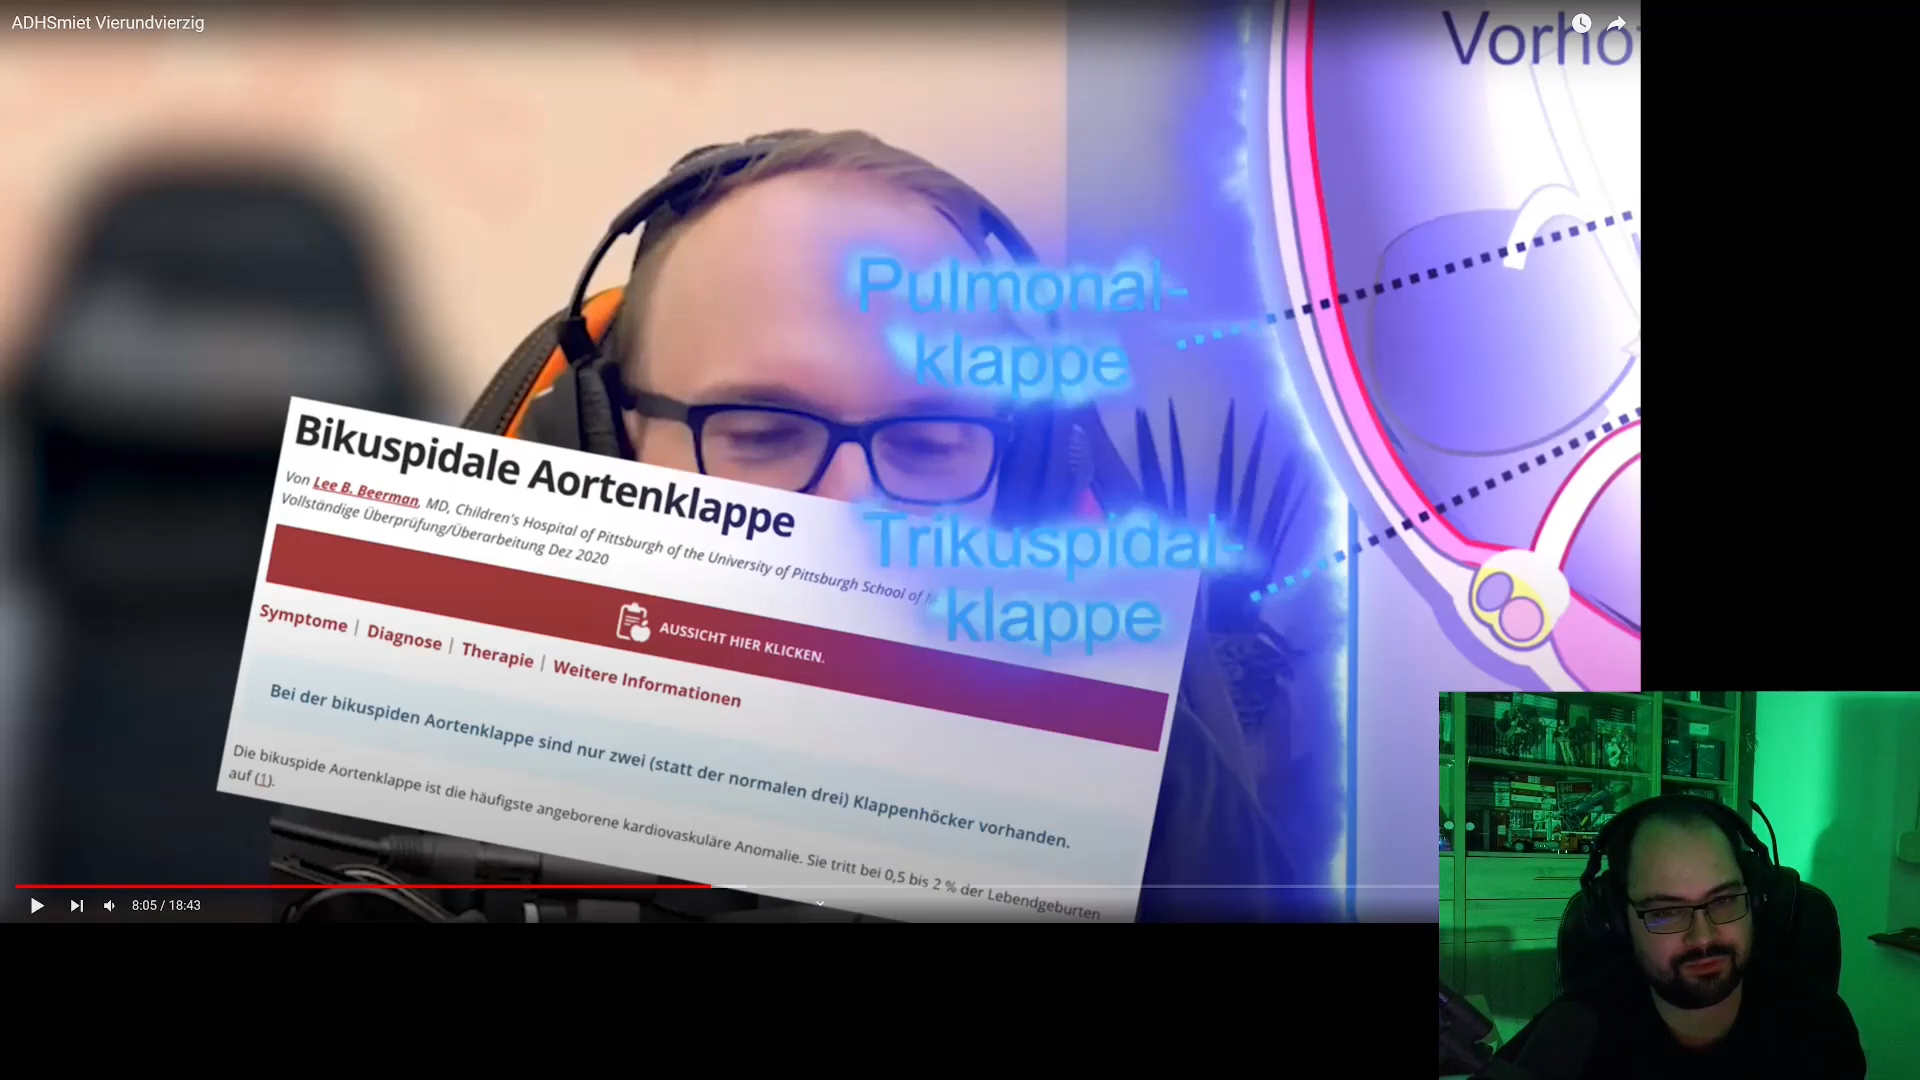 ADHSmiet Vierundvierzig
Vorho
Pulmonal-
klappe
Bikuspidale Aortenklappe
Von Lee B. Beerman, MD, Children's Hospital of Pittsburgh of the University of Pittsburgh School of
Vollständige Überprüfung/Überarbeitung Dez 2020
Trikuspidal-
klappe
AUSSICHT HIER KLICKEN.
Symptome | Diagnose | Therapie | Weitere Informationen
Bei der bikuspiden Aortenklappe sind nur zwei (statt der normalen drei) Klappenhöcker vorhanden.
Die bikuspide Aortenklappe ist die häufigste angeborene kardiovaskuläre Anomalie. Sie tritt bei 0,5 bis 2 % der Lebendgeburten
auf (1).
8:05 / 18:43